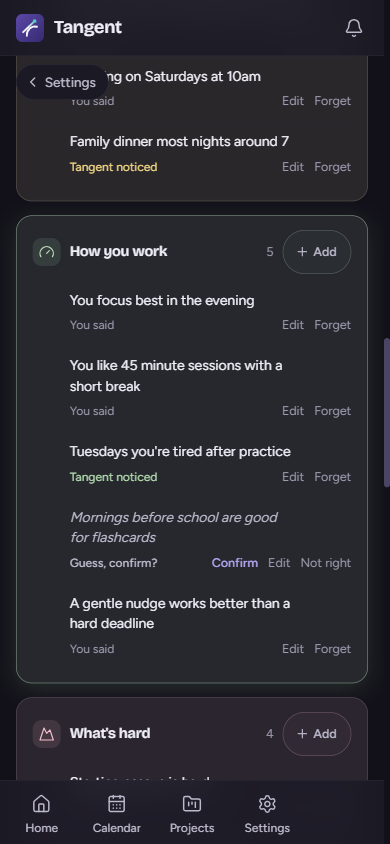 Tangent
Settings
on Saturdays at 10am
You said
Edit Forget
Family dinner most nights around 7
Tangent noticed
Edit Forget
How you work
5
+ Add
You focus best in the evening
You said
Edit Forget
You like 45 minute sessions with a
short break
You said
Edit Forget
Tuesdays you're tired after practice
Tangent noticed
Edit Forget
Mornings before school are good
for flashcards
Guess, confirm?
Confirm Edit Not right
A gentle nudge works better than a
hard deadline
You said
Edit Forget
What's hard
4
+ Add
Home
Calendar
Projects
Settings